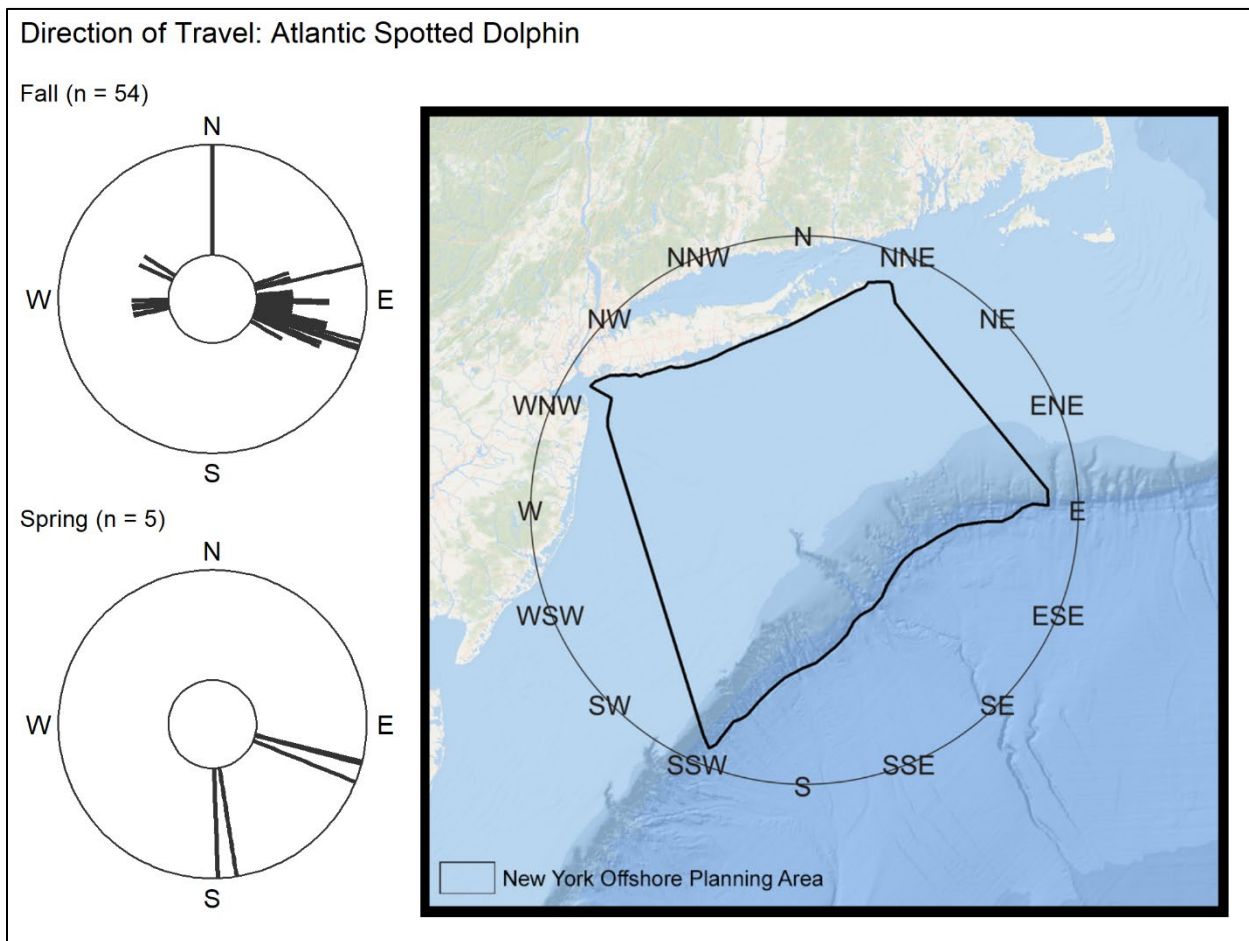 Direction of Travel: Atlantic Spotted Dolphin
Fall (n = 54)
N
W
E
S
Spring (n = 5)
N
W
E
S
N
NNW
NNE
NW
NE
WNW
ENE
W
E
WSW
ESE
SW
SE
SSW
SSE
S
New York Offshore Planning Area